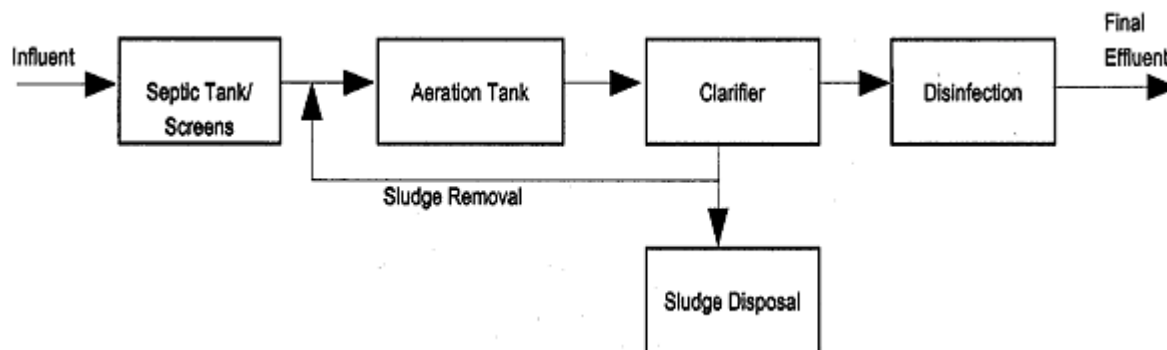 Influent
Septic Tank/
Screens
Aeration Tank
Clarifier
Disinfection
Final
Effluent
Sludge Removal
Sludge Disposal